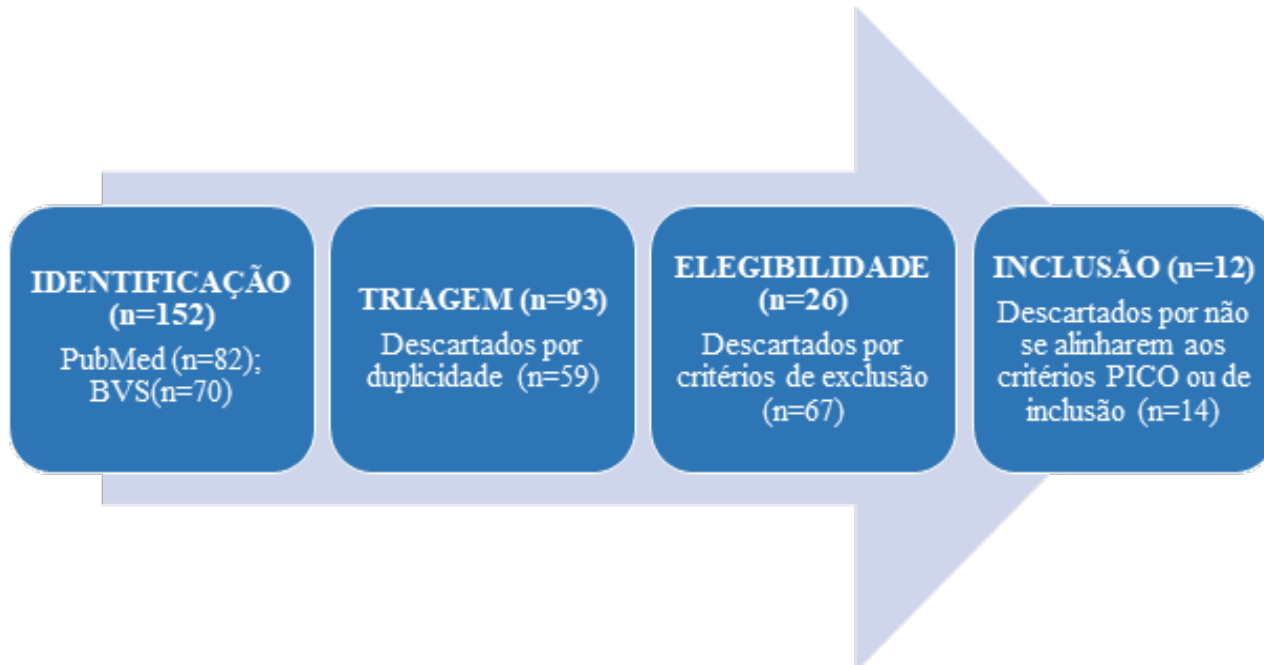 IDENTIFICAÇÃO
(n=152)
PubMed (n=82);
BVS(n=70)
TRIAGEM (n=93)
Descartados por
duplicidade (n=59)
ELEGIBILIDADE
(n=26)
Descartados por
critérios de exclusão
(n=67)
INCLUSÃO (n=12)
Descartados por não
se alinharem aos
critérios PICO ou de
inclusão (n=14)